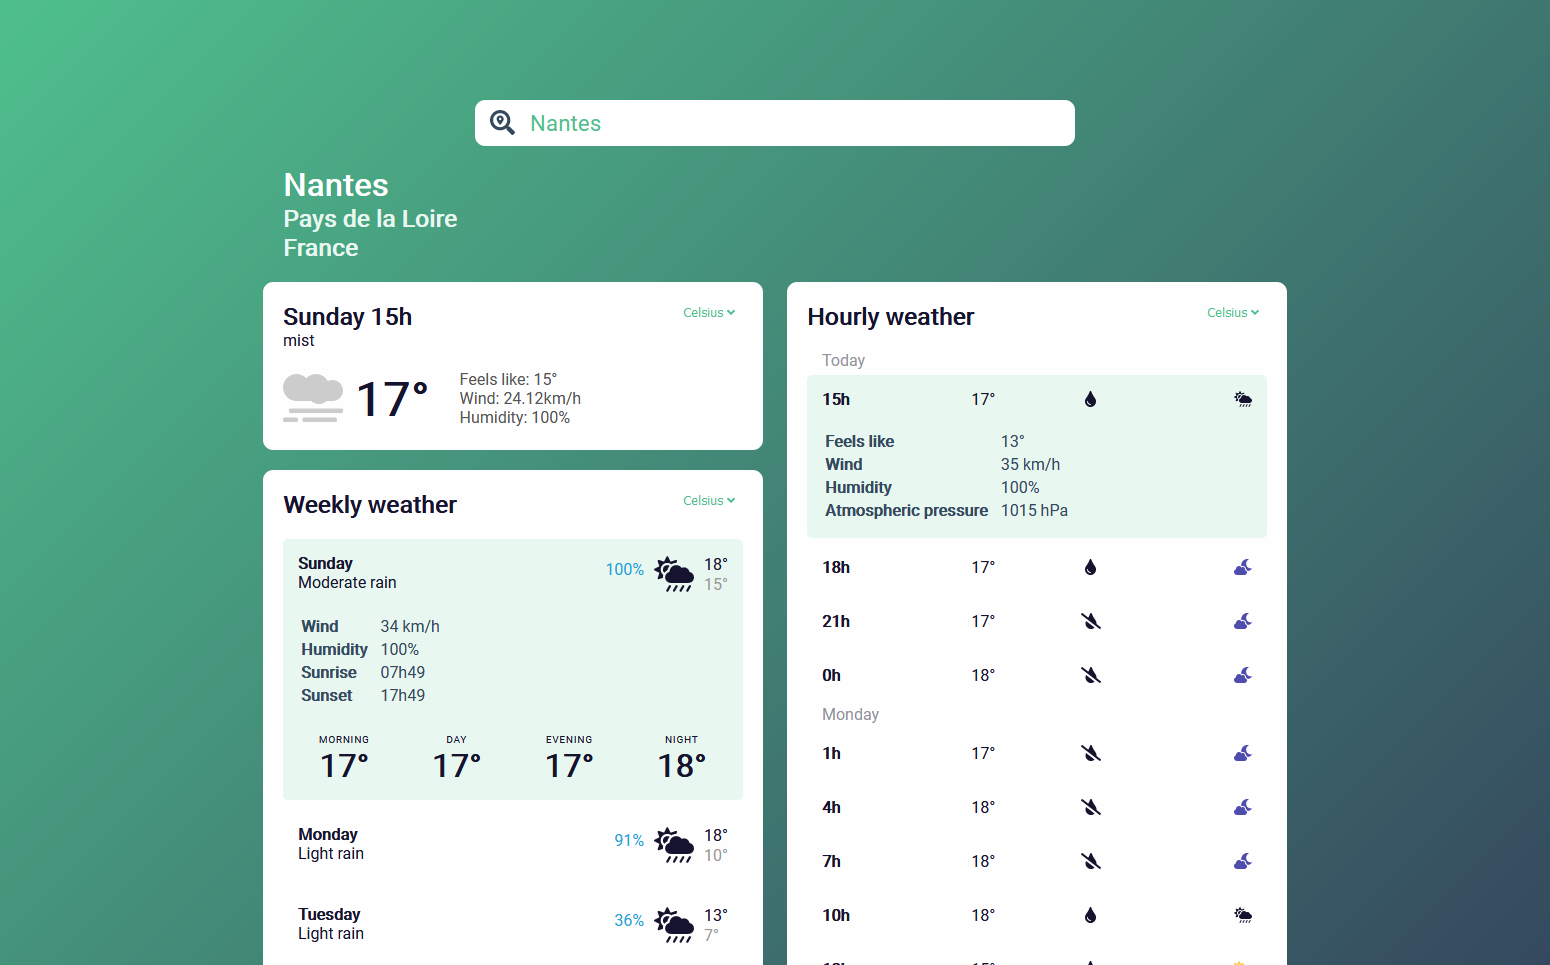 Nantes
Nantes
Pays de la Loire
France
Sunday 15h
Celsius
mist
17°
Feels like: 15°
Wind: 24.12km/h
Humidity: 100%
Weekly weather
Celsius
Sunday
Moderate rain
100%
18°
15°
Wind 34 km/h
Humidity 100%
Sunrise 07h49
Sunset 17h49
MORNING DAY EVENING NIGHT
17° 17° 17° 18°
Monday
Light rain
91%
18°
10°
Tuesday
Light rain
36%
13°
7°
Hourly weather
Celsius
Today
15h 17°
Feels like 13°
Wind 35 km/h
Humidity 100%
Atmospheric pressure 1015 hPa
18h 17°
21h 17°
0h 18°
Monday
1h 17°
4h 18°
7h 18°
10h 18°